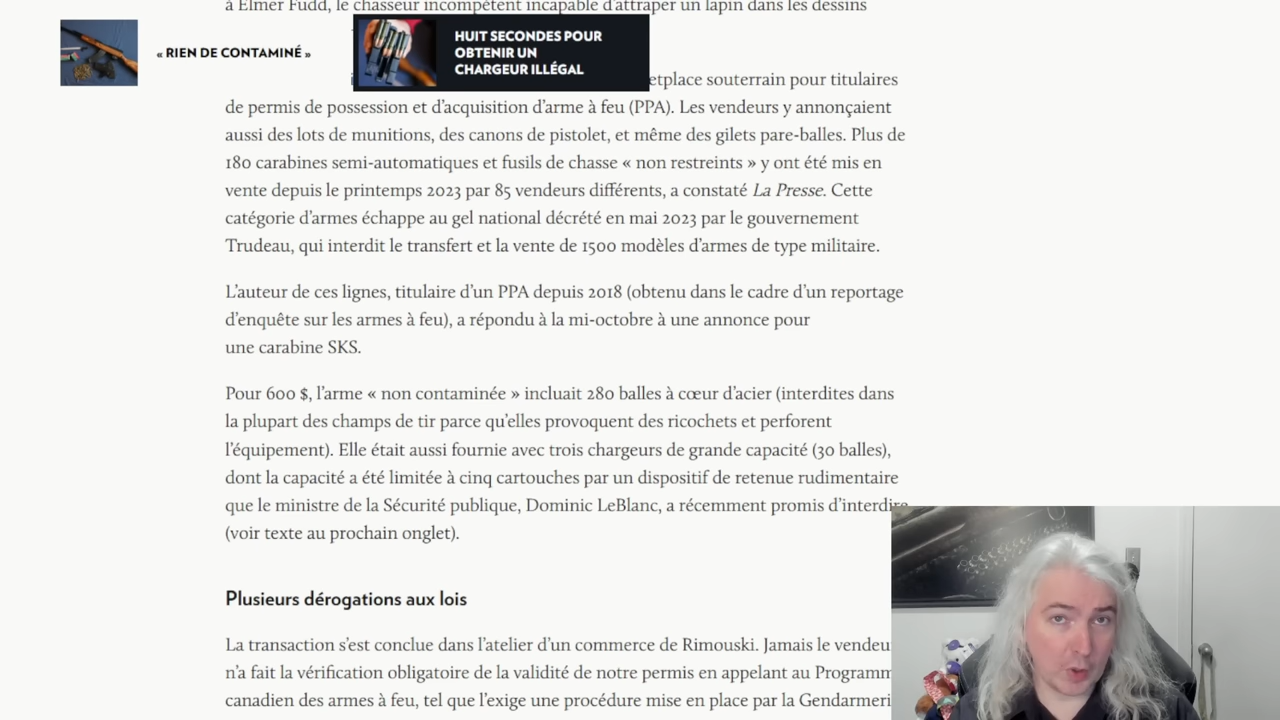 à Elmer Fudd, le chasseur incompétent incapable d'attraper un lapin dans les dessins
« RIEN DE CONTAMINÉ »
HUIT SECONDES POUR
OBTENIR UN
CHARGEUR ILLÉGAL
etplace souterrain pour titulaires
de permis de possession et d'acquisition d'arme à feu (PPA). Les vendeurs y annonçaient
aussi des lots de munitions, des canons de pistolet, et même des gilets pare-balles. Plus de
180 carabines semi-automatiques et fusils de chasse « non restreints » y ont été mis en
vente depuis le printemps 2023 par 85 vendeurs différents, a constaté La Presse. Cette
catégorie d'armes échappe au gel national décrété en mai 2023 par le gouvernement
Trudeau, qui interdit le transfert et la vente de 1500 modèles d'armes de type militaire.
L'auteur de ces lignes, titulaire d'un PPA depuis 2018 (obtenu dans le cadre d'un reportage
d'enquête sur les armes à feu), a répondu à la mi-octobre à une annonce pour
une carabine SKS.
Pour 600 $, l'arme « non contaminée » incluait 280 balles à cœur d'acier (interdites dans
la plupart des champs de tir parce qu'elles provoquent des ricochets et perforent
l'équipement). Elle était aussi fournie avec trois chargeurs de grande capacité (30 balles),
dont la capacité a été limitée à cinq cartouches par un dispositif de retenue rudimentaire
que le ministre de la Sécurité publique, Dominic LeBlanc, a récemment promis d'interdire
(voir texte au prochain onglet).
Plusieurs dérogations aux lois
La transaction s'est conclue dans l'atelier d'un commerce de Rimouski. Jamais le vendeu
n'a fait la vérification obligatoire de la validité de notre permis en appelant au Programm
canadien des armes à feu, tel que l'exige une procédure mise en place par la Gendarmeri